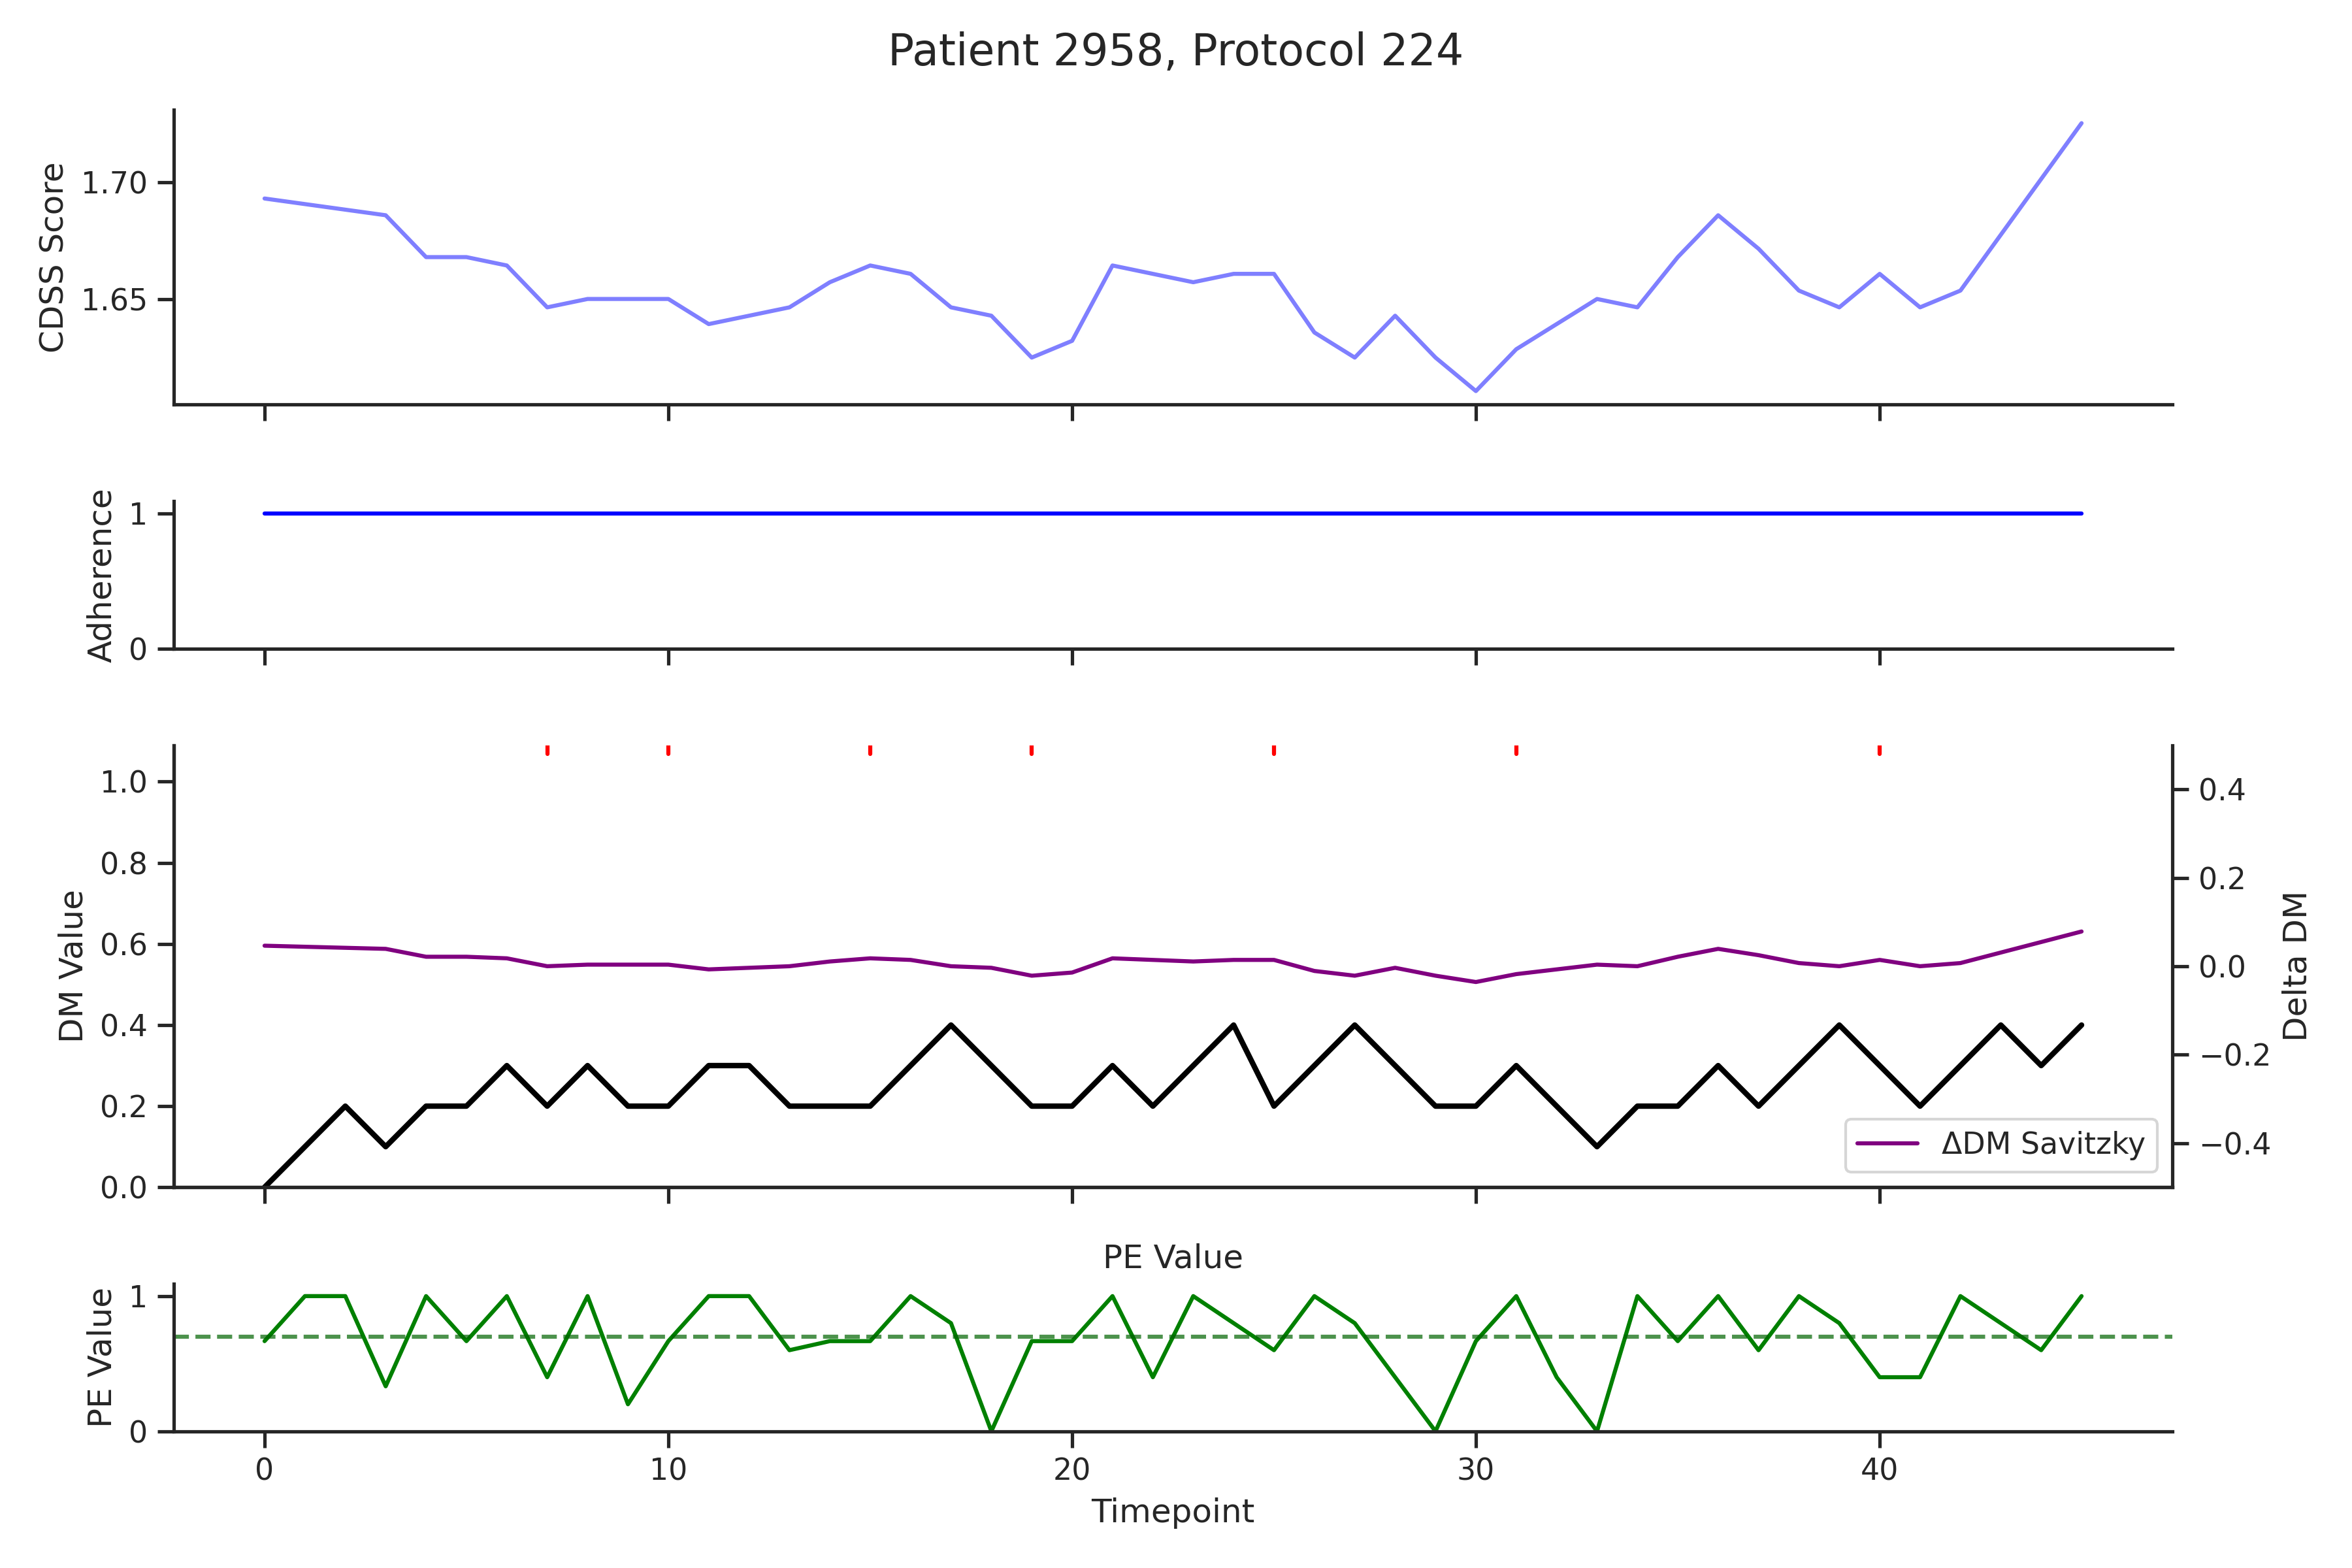 Patient 2958, Protocol 224
CDSS Score
1.70
1.65
Adherence
1
0
DM Value
1.0
0.8
0.6
0.4
0.2
0.0
Delta DM
0.4
0.2
0.0
−0.2
−0.4
ΔDM Savitzky
PE Value
PE Value
1
0
0 10 20 30 40
Timepoint